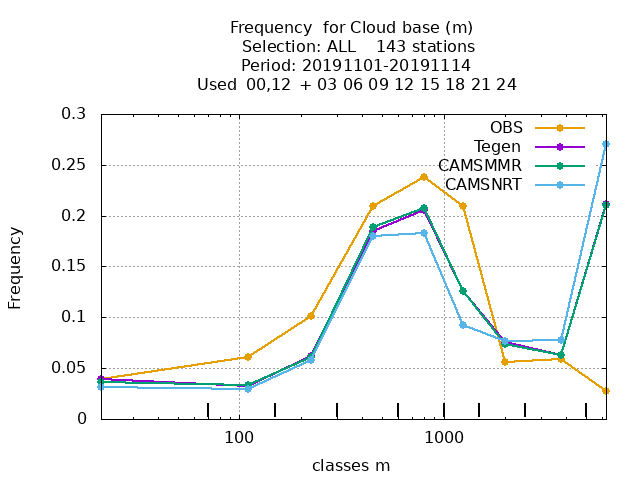 Frequency  for Cloud base (m)
Selection: ALL    143 stations
Period: 20191101-20191114
Used  00,12  + 03 06 09 12 15 18 21 24
0.3
0.25
0.2
0.15
0.1
0.05
0
Frequency
OBS
Tegen
CAMSMMR
CAMSNRT
100 1000
classes m